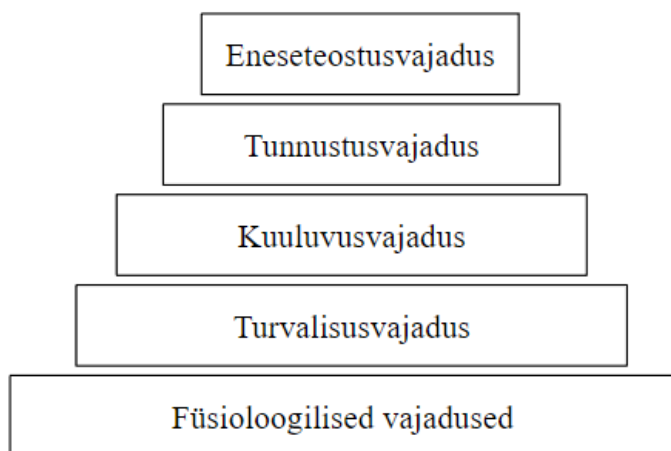 Eneseteostusvajadus
Tunnustusvajadus
Kuuluvusvajadus
Turvalisusvajadus
Füsioloogilised vajadused